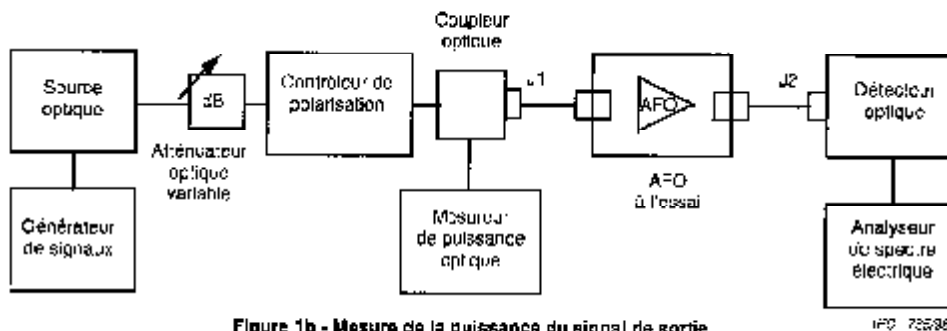 Coupleur
optique
Source
optique
dB
Contrôleur de
polarisation
J1
AFO
J2
Détecteur
optique
Atténuateur
optique
variable
AFO
à l'essai
Générateur
de signaux
Mesureur
de puissance
optique
Analyseur
de spectre
électrique
Figure 1b - Mesure de la puissance du signal de sortie